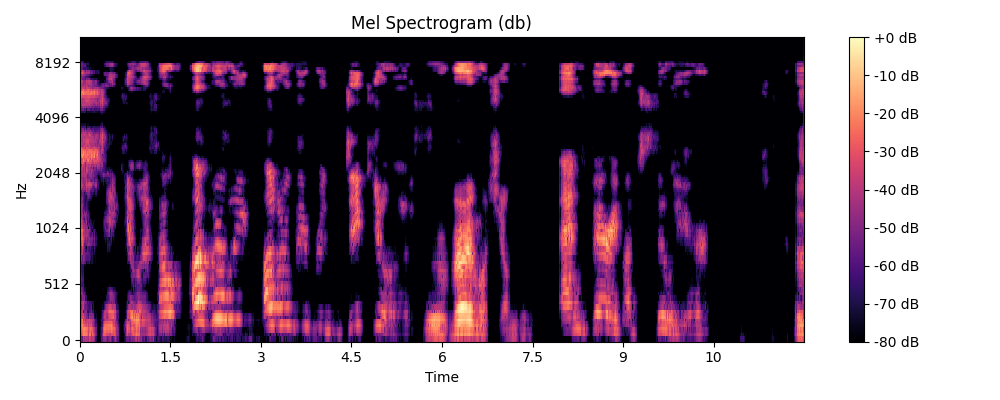 Mel Spectrogram (db)
8192
4096
2048
1024
512
0
Hz
0 1.5 3 4.5 6 7.5 9 10
Time
+0 dB
-10 dB
-20 dB
-30 dB
-40 dB
-50 dB
-60 dB
-70 dB
-80 dB